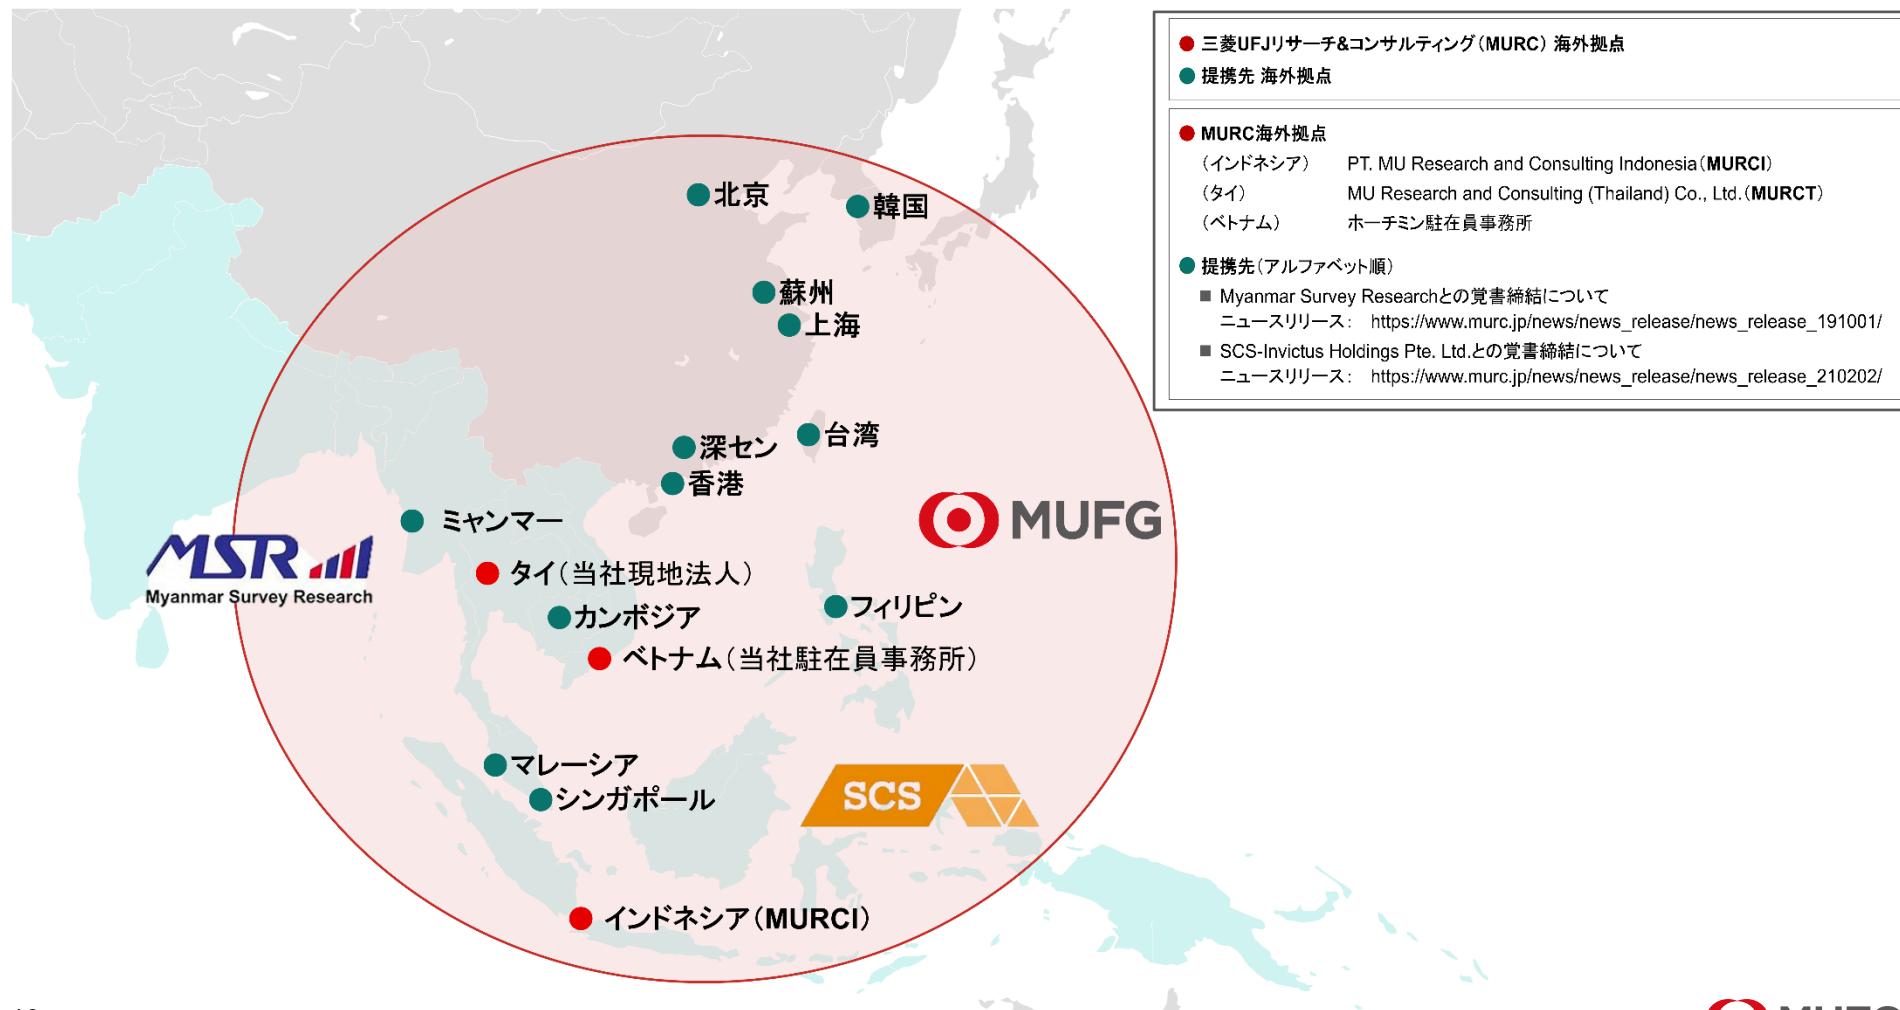 三菱UFJリサーチ&コンサルティング（MURC） 海外拠点
提携先 海外拠点
MURC海外拠点
（インドネシア） PT. MU Research and Consulting Indonesia（MURCI）
（タイ） MU Research and Consulting (Thailand) Co., Ltd.（MURCT）
（ベトナム） ホーチミン駐在員事務所
提携先（アルファベット順）
■ Myanmar Survey Researchとの覚書締結について
ニュースリリース： https://www.murc.jp/news/news_release/news_release_191001/
■ SCS-Invictus Holdings Pte. Ltd.との覚書締結について
ニュースリリース： https://www.murc.jp/news/news_release/news_release_210202/
北京
韓国
蘇州
上海
台湾
深セン
香港
MUFG
ミャンマー
MSR
Myanmar Survey Research
タイ（当社現地法人）
カンボジア
フィリピン
ベトナム（当社駐在員事務所）
マレーシア
シンガポール
SCS
インドネシア（MURCI）
MUFG